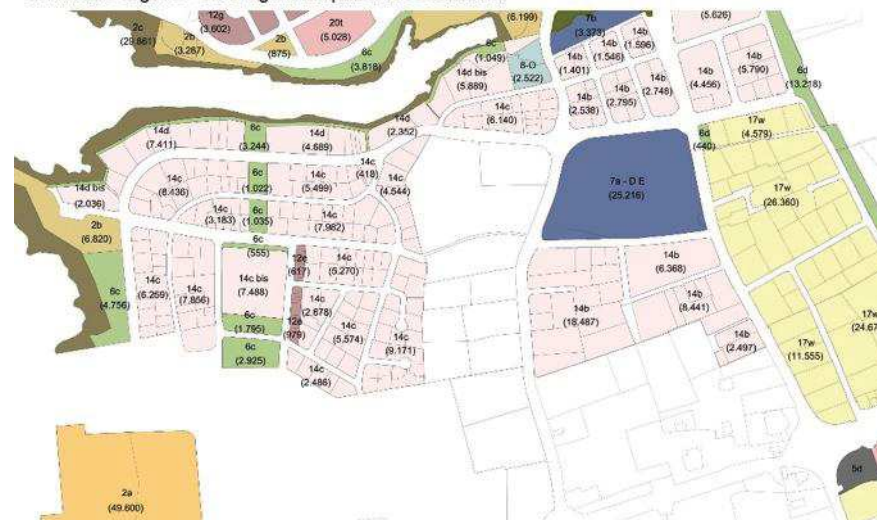 12g
(3.602)
20t
(5.028)
2c
(29.661)
2b
(3.287)
2b
(875)
6c
(3.818)
(6.199)
7b
(3.373)
(5.626)
6c
(1.049)
8-O
(2.522)
14b
(1.596)
14b
(1.546)
14b
(1.401)
14d bis
(5.889)
14b
(2.538)
14b
(2.795)
14b
(2.748)
14b
(4.456)
14b
(5.790)
6d
(13.218)
14c
(6.140)
14d
(2.352)
14d
(7.411)
6c
(3.244)
14d
(4.689)
6d
(440)
17w
(4.579)
14c
(418)
14c
(4.544)
14c
(8.436)
6c
(1.022)
14c
(5.499)
7a - D E
(25.216)
17w
(26.360)
14d bis
(2.036)
14c
(3.183)
6c
(1.035)
14c
(7.962)
2b
(6.820)
6c
(555)
12e
(617)
14c
(5.270)
14b
(6.368)
6c
(4.756)
14c
(6.259)
14c
(7.856)
14c bis
(7.488)
14c
(2.678)
14b
(18.487)
14b
(8.441)
6c
(1.795)
12e
(979)
14c
(5.574)
14c
(9.171)
14b
(2.497)
17w
(11.555)
17w
(24.67
6c
(2.925)
14c
(2.486)
5d
2a
(49.600)